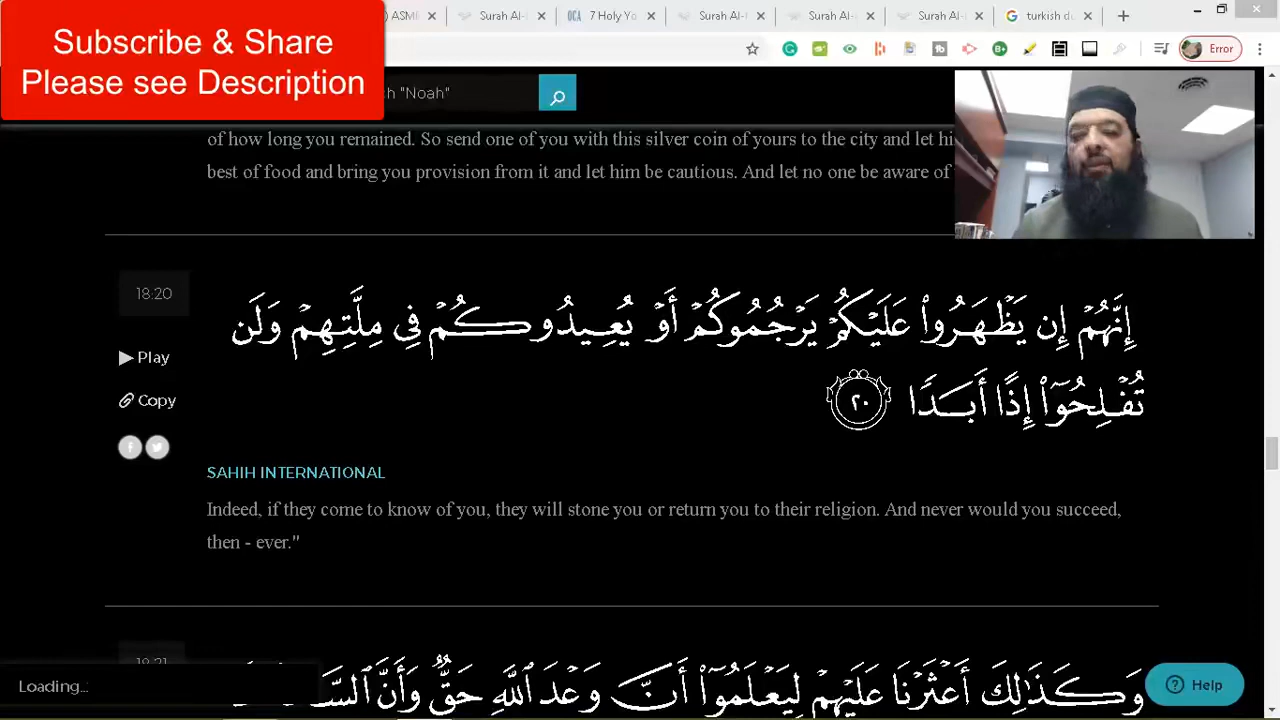 Subscribe & Share
Please see Description
) ASMI
Surah Al-
7 Holy Yo
Surah Al-
Surah Al-
Surah Al-
turkish d
Error
h "Noah"
of how long you remained. So send one of you with this silver coin of yours to the city and let hi
best of food and bring you provision from it and let him be cautious. And let no one be aware of
18:20
إِنَّهُمْ إِن يَظْهَرُوا۟ عَلَيْكُمْ يَرْجُمُوكُمْ أَوْ يُعِيدُوكُمْ فِى مِلَّتِهِمْ وَلَن
تُفْلِحُوٓا۟ إِذًا أَبَدًا ٢٠
Play
Copy
SAHIH INTERNATIONAL
Indeed, if they come to know of you, they will stone you or return you to their religion. And never would you succeed,
then - ever."
18:21
وَكَذَٰلِكَ أَعْثَرْنَا عَلَيْهِمْ لِيَعْلَمُوٓا۟ أَنَّ وَعْدَ ٱللَّهِ حَقٌّ وَأَنَّ
Loading...
Help